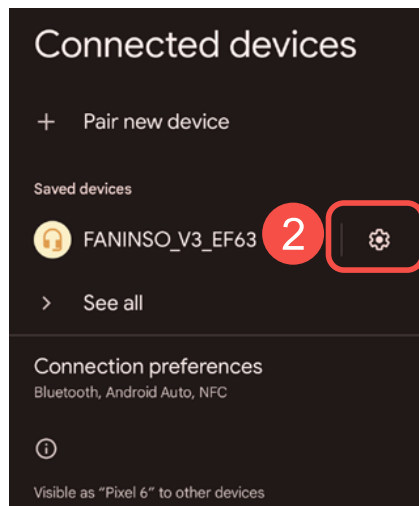 Connected devices
+ Pair new device
Saved devices
FANINSO_V3_EF63
2
> See all
Connection preferences
Bluetooth, Android Auto, NFC
Visible as "Pixel 6" to other devices